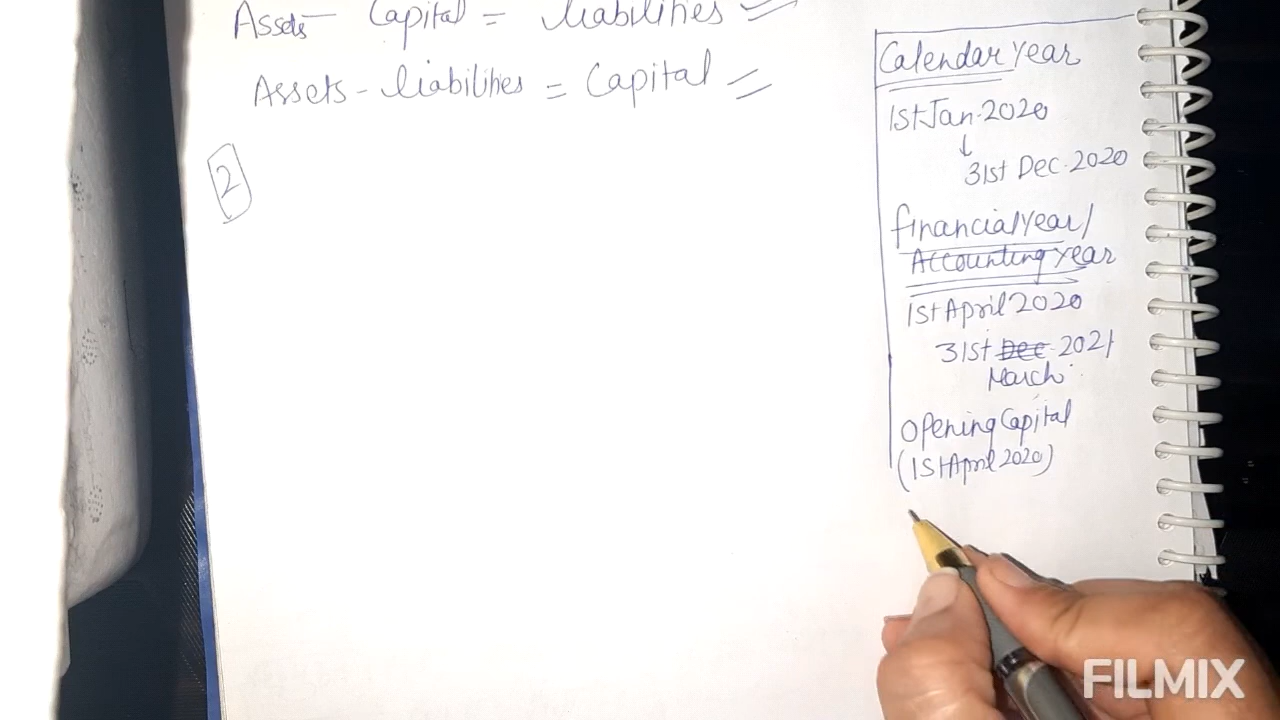 Assets - Capital = liabilities
Assets - liabilities = Capital
2
Calendar Year
1st Jan. 2020
↓
31st Dec. 2020
financial year/
Accounting year
1st April 2020
31st Dec. 2021
March
Opening Capital
(1st April 2020)
FILMIX